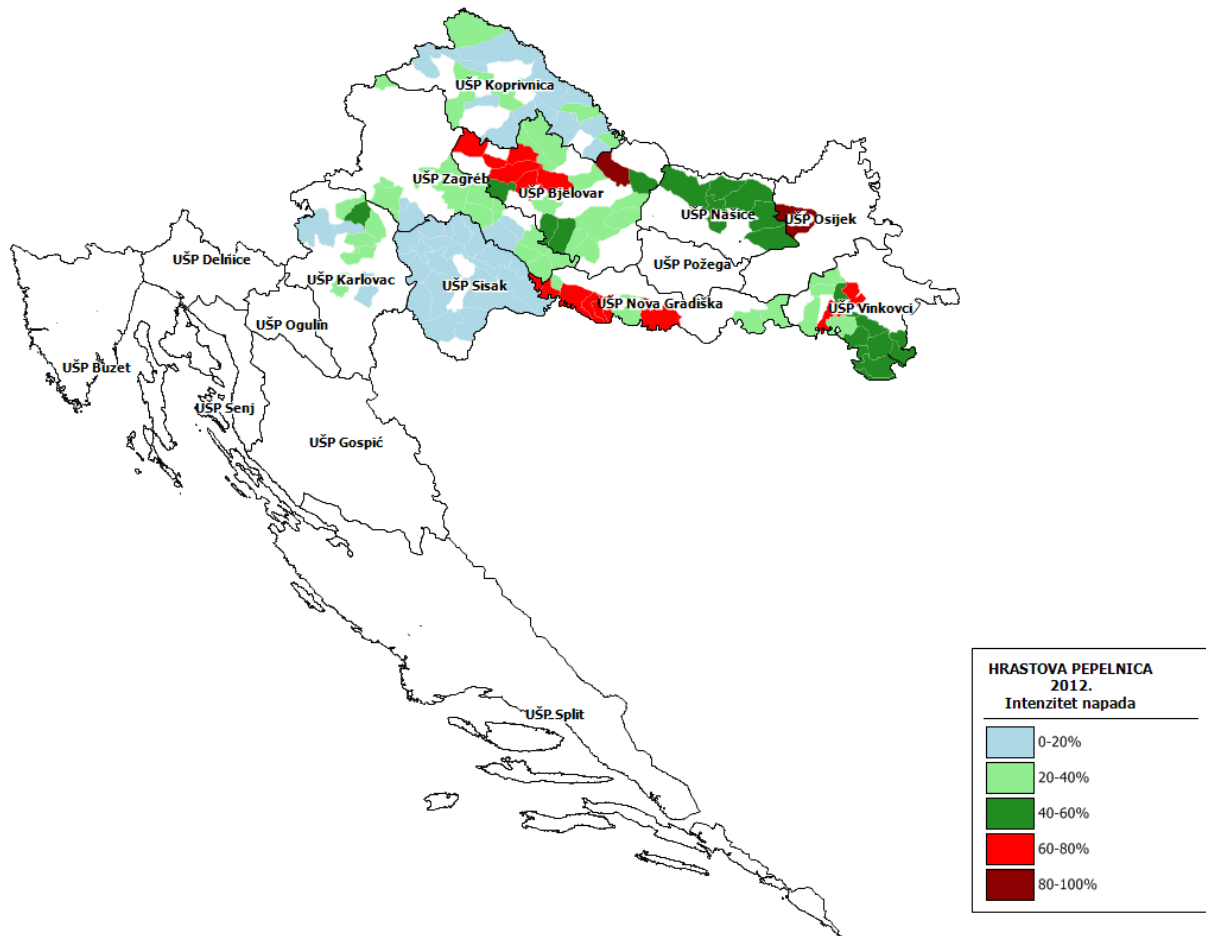 UŠP Koprivnica
UŠP Zagreb
UŠP Bjelovar
UŠP Našice
UŠP Osijek
UŠP Delnice
UŠP Požega
UŠP Karlovac
UŠP Sisak
UŠP Nova Gradiška
UŠP Vinkovci
UŠP Ogulin
UŠP Buzet
UŠP Senj
UŠP Gospić
UŠP Split
HRASTOVA PEPELNICA
2012.
Intenzitet napada
0-20%
20-40%
40-60%
60-80%
80-100%